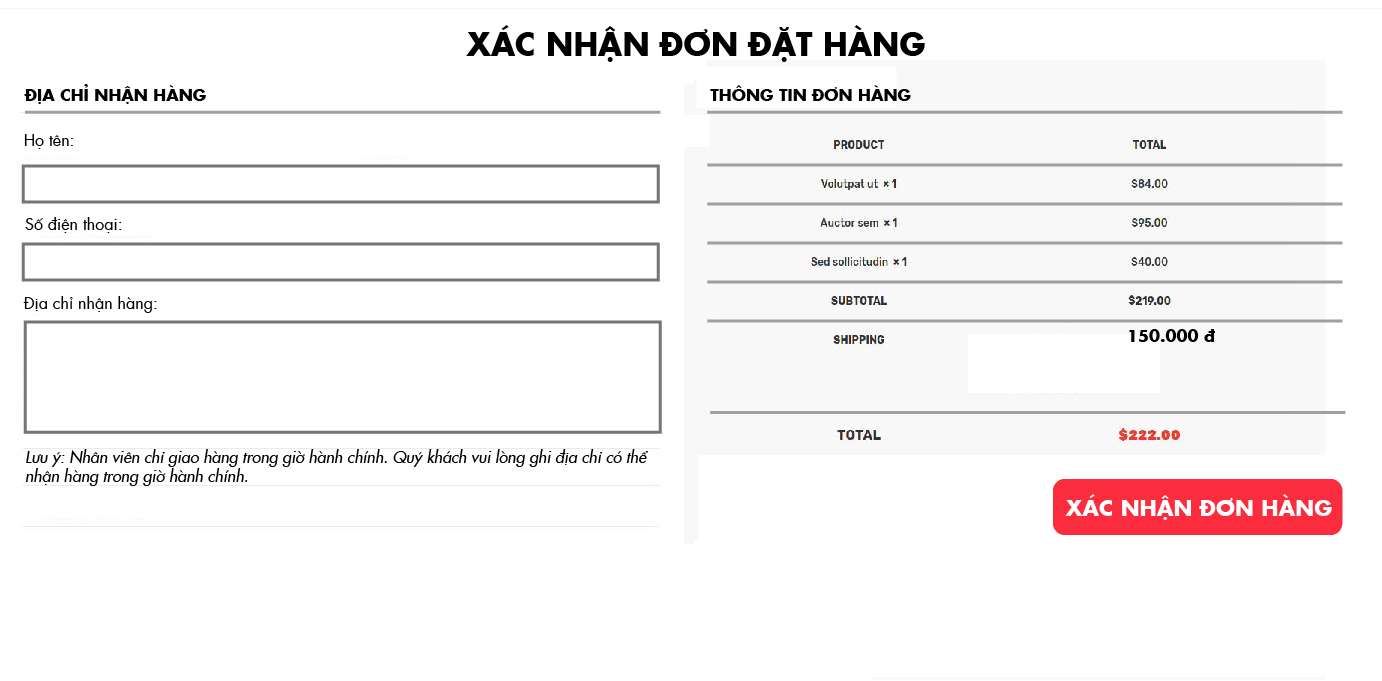 XÁC NHẬN ĐƠN ĐẶT HÀNG
ĐỊA CHỈ NHẬN HÀNG
Họ tên:
Số điện thoại:
Địa chỉ nhận hàng:
Lưu ý: Nhân viên chỉ giao hàng trong giờ hành chính. Quý khách vui lòng ghi địa chỉ có thể
nhận hàng trong giờ hành chính.
THÔNG TIN ĐƠN HÀNG
PRODUCT TOTAL
Volutpat ut × 1 $84.00
Auctor sem × 1 $95.00
Sed sollicitudin × 1 $40.00
SUBTOTAL $219.00
SHIPPING 150.000 đ
TOTAL $222.00
XÁC NHẬN ĐƠN HÀNG